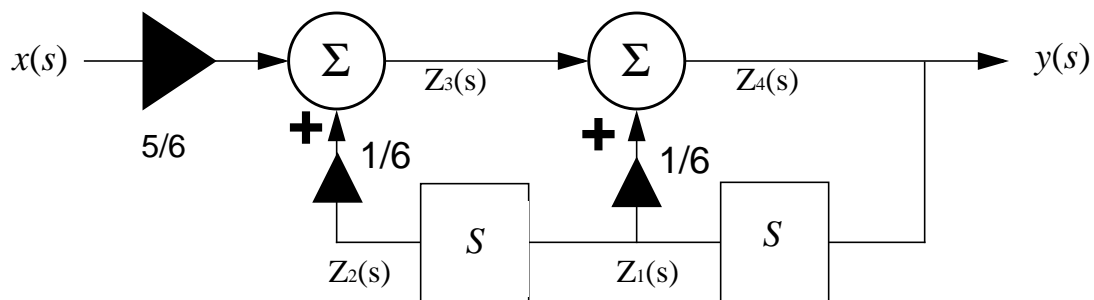 x(s)
Σ
Z3(s)
Σ
Z4(s)
y(s)
+
+
5/6
1/6
1/6
S
S
Z2(s)
Z1(s)